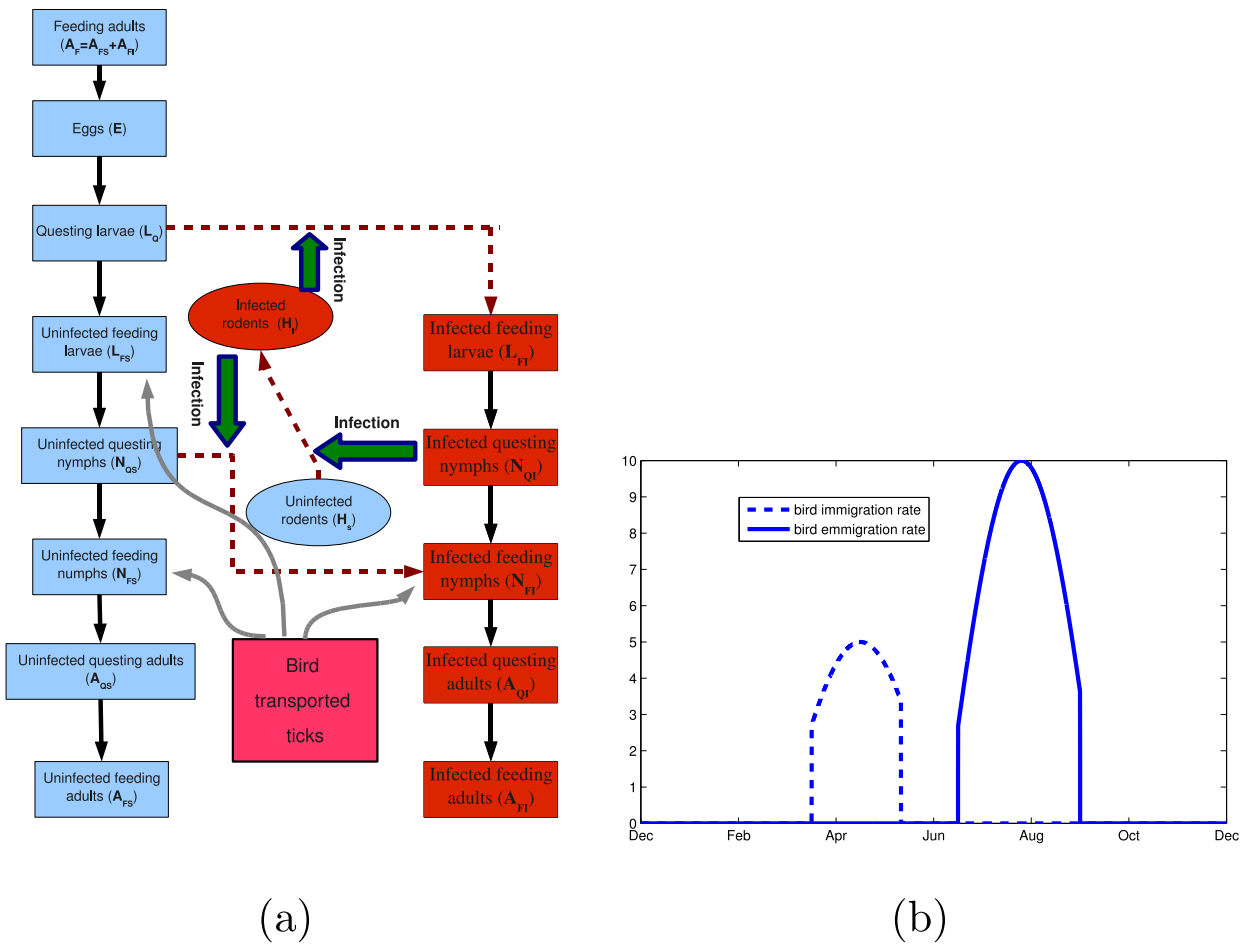 Feeding adults
(A_F=A_FS+A_FI)
Eggs (E)
Questing larvae (L_Q)
Uninfected feeding
larvae (L_FS)
Uninfected questing
nymphs (N_QS)
Uninfected feeding
numphs (N_FS)
Uninfected questing adults
(A_QS)
Uninfected feeding
adults (A_FS)
Infection
Infected
rodents (H_I)
Infection
Infection
Uninfected
rodents (H_s)
Bird
transported
ticks
Infected feeding
larvae (L_FI)
Infected questing
nymphs (N_QI)
Infected feeding
nymphs (N_FI)
Infected questing
adults (A_QI)
Infected feeding
adults (A_FI)
(a)
bird immigration rate
bird emmigration rate
10
9
8
7
6
5
4
3
2
1
0
Dec Feb Apr Jun Aug Oct Dec
(b)